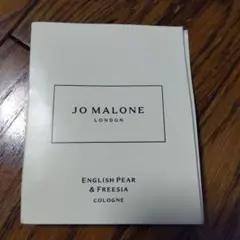 JO MALONE
LONDON
ENGLISH PEAR
& FREESIA
COLOGNE